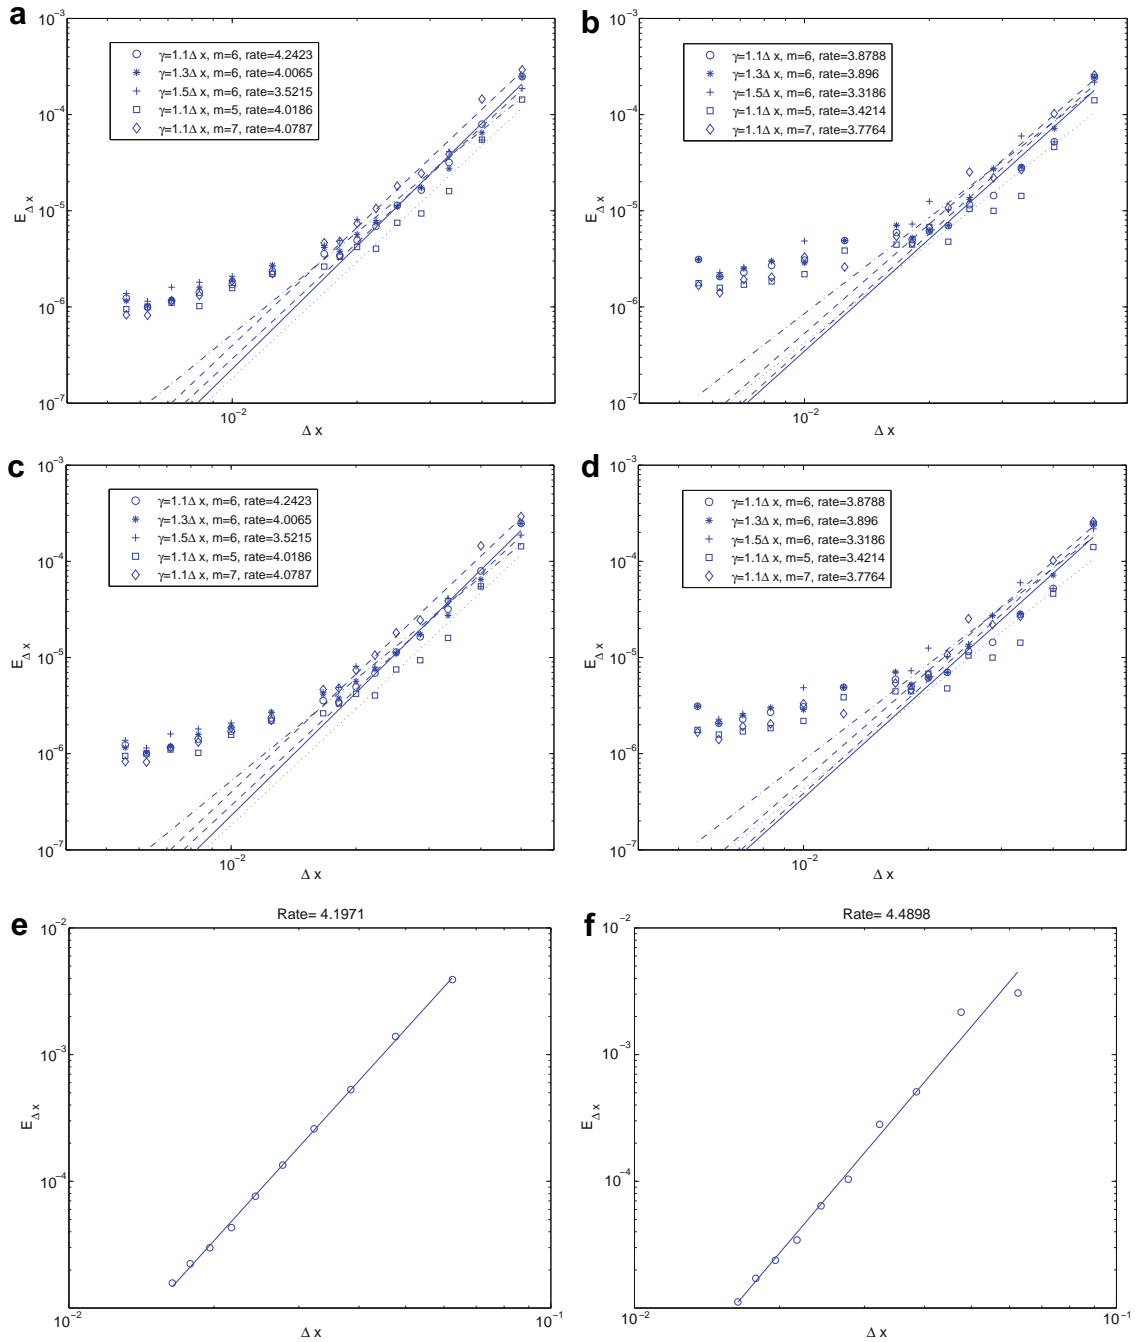 a
10^-3
10^-4
10^-5
10^-6
10^-7
E_Δx
γ=1.1Δ x, m=6, rate=4.2423
γ=1.3Δ x, m=6, rate=4.0065
γ=1.5Δ x, m=6, rate=3.5215
γ=1.1Δ x, m=5, rate=4.0186
γ=1.1Δ x, m=7, rate=4.0787
10^-2
Δ x
b
10^-3
10^-4
10^-5
10^-6
10^-7
E_Δx
γ=1.1Δ x, m=6, rate=3.8788
γ=1.3Δ x, m=6, rate=3.896
γ=1.5Δ x, m=6, rate=3.3186
γ=1.1Δ x, m=5, rate=3.4214
γ=1.1Δ x, m=7, rate=3.7764
10^-2
Δ x
c
10^-3
10^-4
10^-5
10^-6
10^-7
E_Δx
γ=1.1Δ x, m=6, rate=4.2423
γ=1.3Δ x, m=6, rate=4.0065
γ=1.5Δ x, m=6, rate=3.5215
γ=1.1Δ x, m=5, rate=4.0186
γ=1.1Δ x, m=7, rate=4.0787
10^-2
Δ x
d
10^-3
10^-4
10^-5
10^-6
10^-7
E_Δx
γ=1.1Δ x, m=6, rate=3.8788
γ=1.3Δ x, m=6, rate=3.896
γ=1.5Δ x, m=6, rate=3.3186
γ=1.1Δ x, m=5, rate=3.4214
γ=1.1Δ x, m=7, rate=3.7764
10^-2
Δ x
e
Rate= 4.1971
10^-2
10^-3
10^-4
E_Δ x
10^-2
10^-1
Δ x
f
Rate= 4.4898
10^-2
10^-3
10^-4
E_Δ x
10^-2
10^-1
Δ x